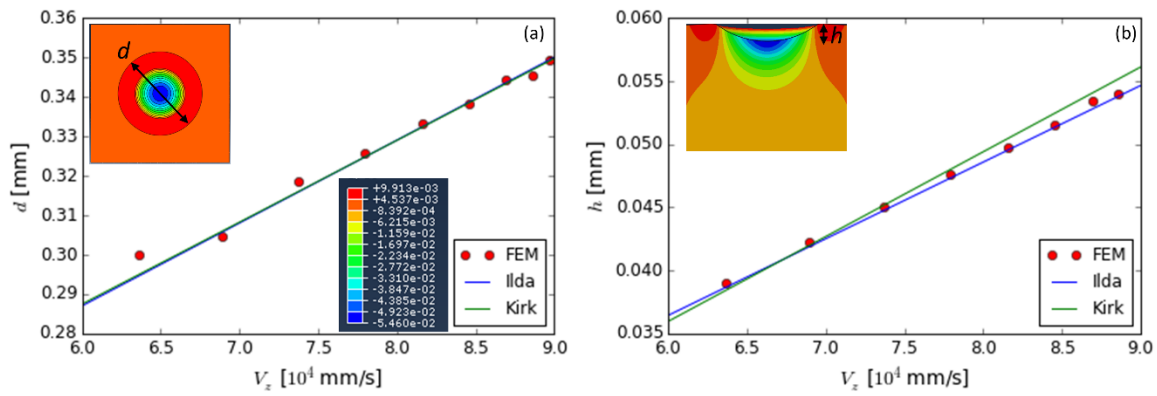 (a)
d
0.36
0.35
0.34
0.33
0.32
0.31
0.30
0.29
0.28
d [mm]
+9.913e-03
+4.537e-03
-8.392e-04
-6.215e-03
-1.159e-02
-1.697e-02
-2.234e-02
-2.772e-02
-3.310e-02
-3.847e-02
-4.385e-02
-4.923e-02
-5.460e-02
FEM
Ilda
Kirk
6.0 6.5 7.0 7.5 8.0 8.5 9.0
V_z [10^4 mm/s]
(b)
h
0.060
0.055
0.050
0.045
0.040
0.035
h [mm]
FEM
Ilda
Kirk
6.0 6.5 7.0 7.5 8.0 8.5 9.0
V_z [10^4 mm/s]